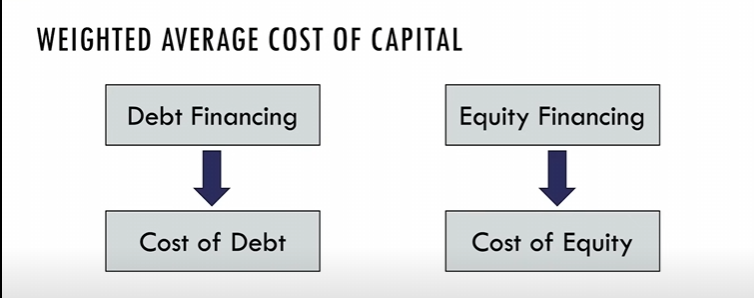 WEIGHTED AVERAGE COST OF CAPITAL
Debt Financing
Equity Financing
Cost of Debt
Cost of Equity